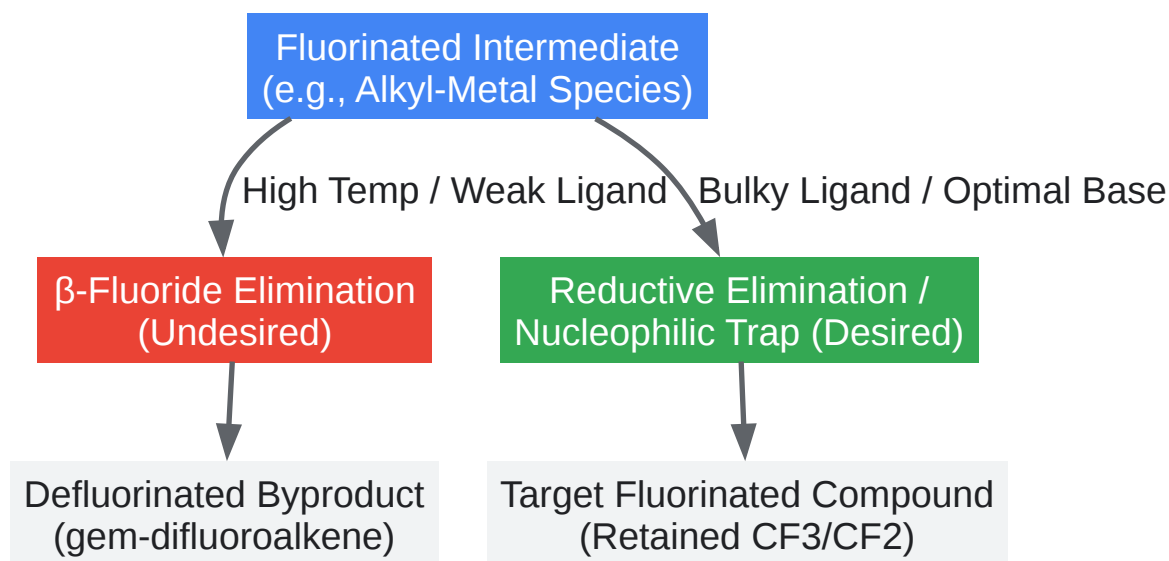 Fluorinated Intermediate
(e.g., Alkyl-Metal Species)
High Temp / Weak Ligand
Bulky Ligand / Optimal Base
β-Fluoride Elimination
(Undesired)
Reductive Elimination /
Nucleophilic Trap (Desired)
Defluorinated Byproduct
(gem-difluoroalkene)
Target Fluorinated Compound
(Retained CF3/CF2)